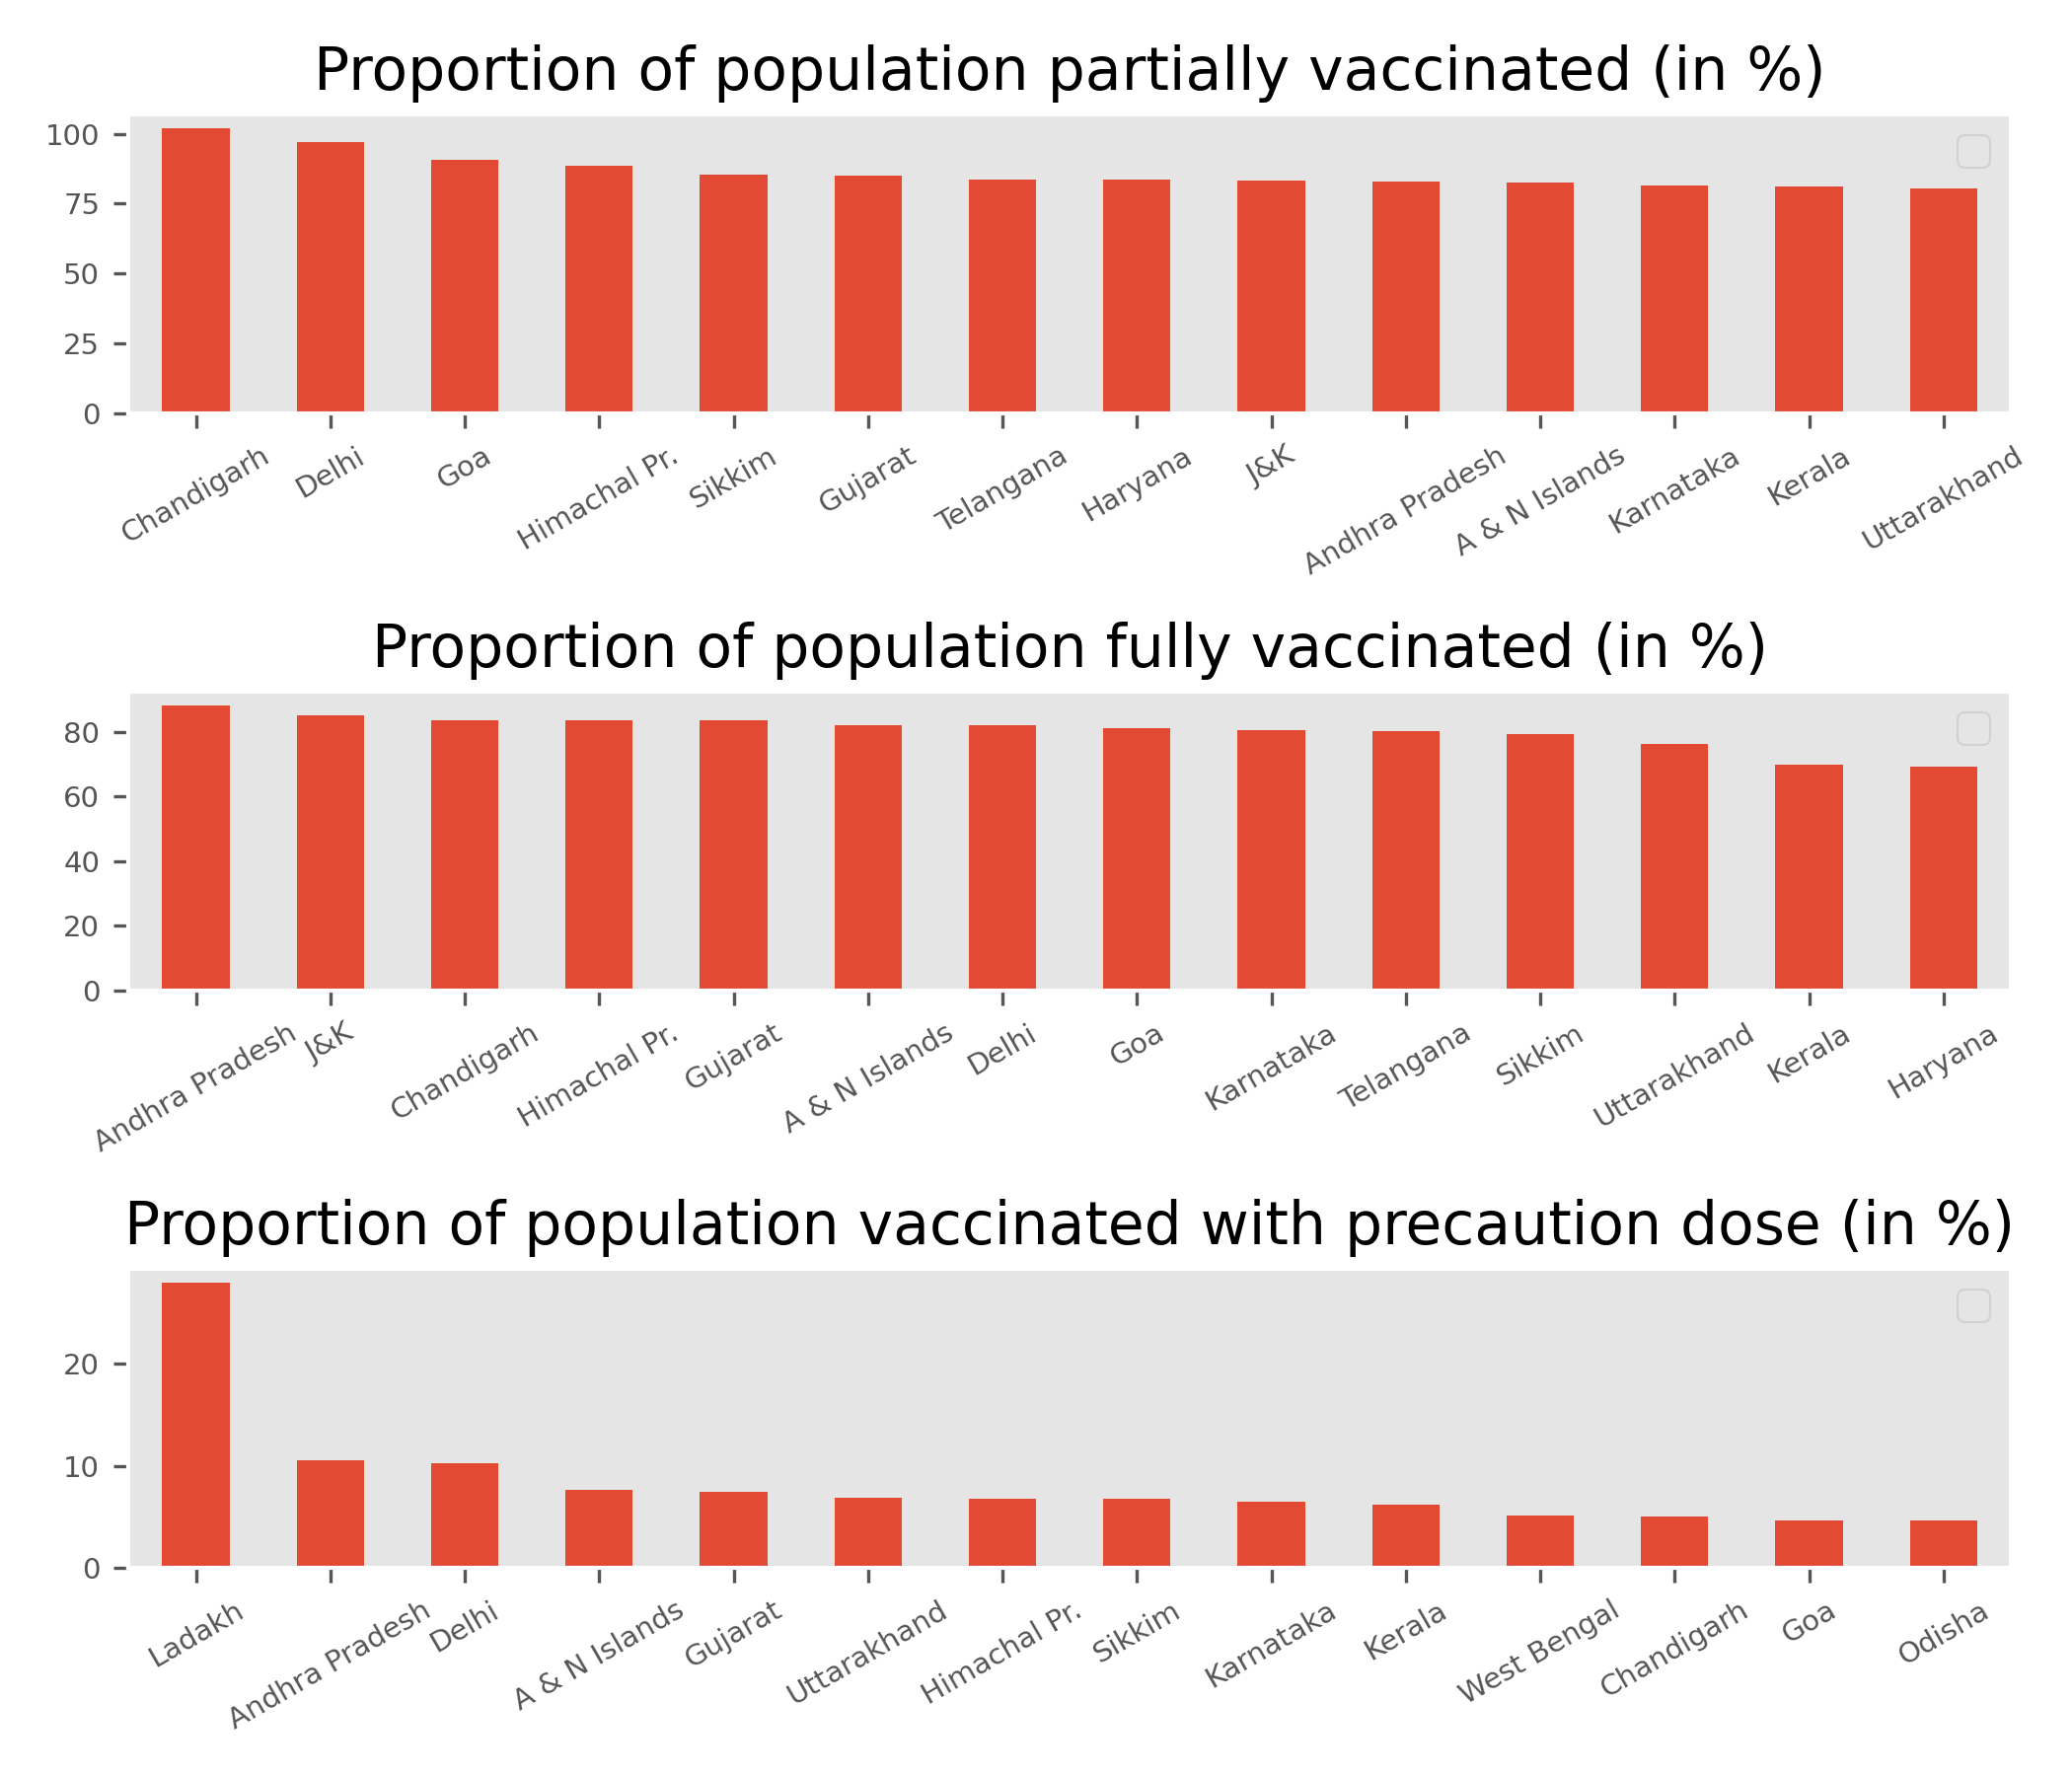 Proportion of population partially vaccinated (in %)
100
75
50
25
0
Chandigarh
Delhi
Goa
Himachal Pr.
Sikkim
Gujarat
Telangana
Haryana
J&K
Andhra Pradesh
A & N Islands
Karnataka
Kerala
Uttarakhand
Proportion of population fully vaccinated (in %)
80
60
40
20
0
Andhra Pradesh
J&K
Chandigarh
Himachal Pr.
Gujarat
A & N Islands
Delhi
Goa
Karnataka
Telangana
Sikkim
Uttarakhand
Kerala
Haryana
Proportion of population vaccinated with precaution dose (in %)
20
10
0
Ladakh
Andhra Pradesh
Delhi
A & N Islands
Gujarat
Uttarakhand
Himachal Pr.
Sikkim
Karnataka
Kerala
West Bengal
Chandigarh
Goa
Odisha